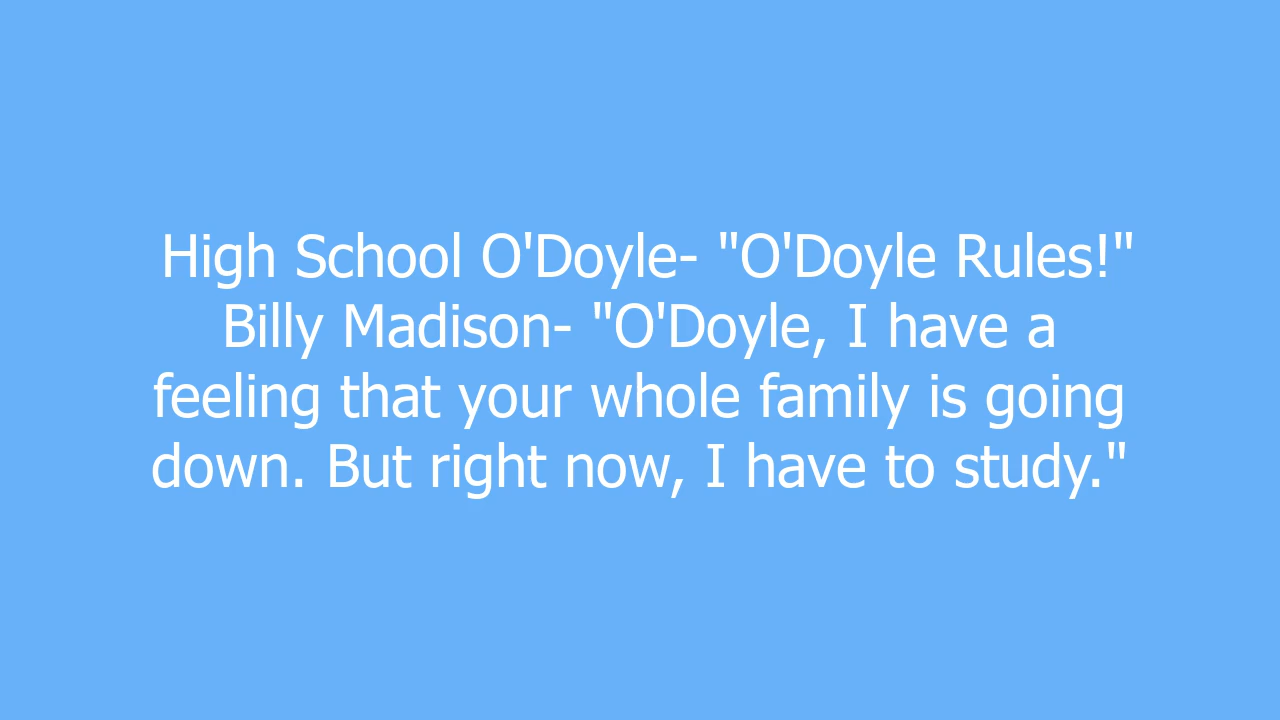 High School O'Doyle- "O'Doyle Rules!"
Billy Madison- "O'Doyle, I have a
feeling that your whole family is going
down. But right now, I have to study."